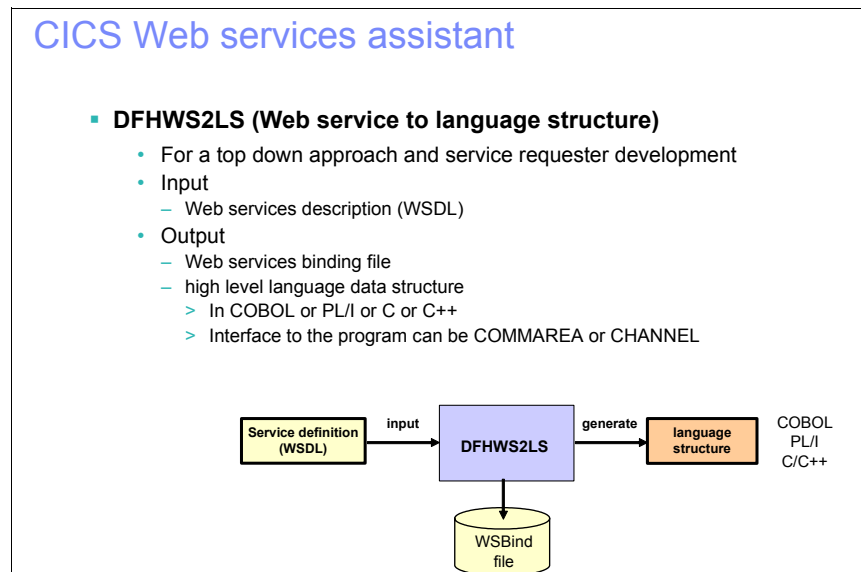 CICS Web services assistant
▪ DFHWS2LS (Web service to language structure)
• For a top down approach and service requester development
• Input
– Web services description (WSDL)
• Output
– Web services binding file
– high level language data structure
> In COBOL or PL/I or C or C++
> Interface to the program can be COMMAREA or CHANNEL
Service definition
(WSDL)
input
DFHWS2LS
generate
language
structure
COBOL
PL/I
C/C++
WSBind
file